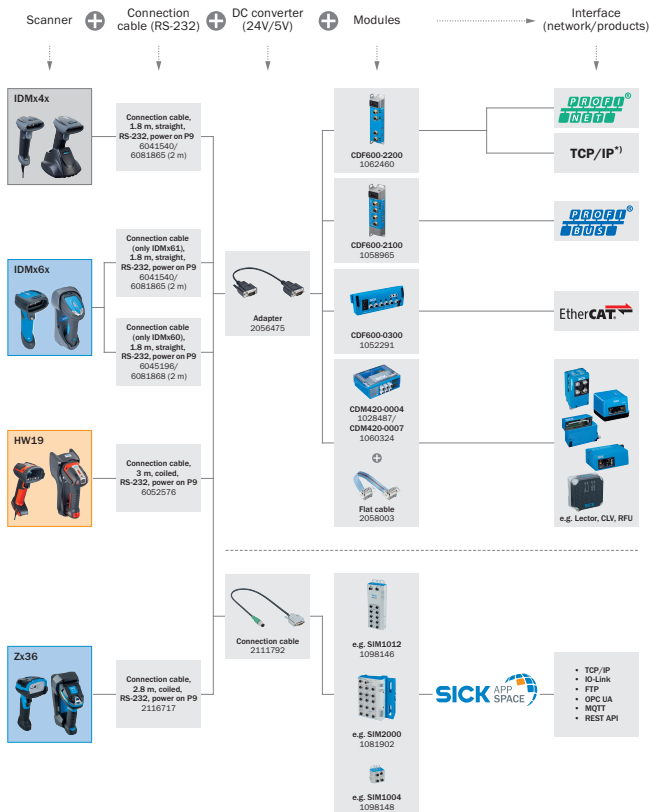 Scanner
Connection
cable (RS-232)
DC converter
(24V/5V)
Modules
Interface
(network/products)
IDMx4x
Connection cable,
1.8 m, straight,
RS-232, power on P9
6041540/
6081865 (2 m)
CDF600-2200
1062460
PROFI
NET
TCP/IP*)
IDMx6x
Connection cable
(only IDMx61),
1.8 m, straight,
RS-232, power on P9
6041540/
6081865 (2 m)
Connection cable
(only IDMx60),
1.8 m, straight,
RS-232, power on P9
6045196/
6081868 (2 m)
Adapter
2056475
CDF600-2100
1058965
PROFI
BUS
CDF600-0300
1052291
EtherCAT.
CDM420-0004
1028487/
CDM420-0007
1060324
Flat cable
2058003
e.g. Lector, CLV, RFU
HW19
Connection cable,
3 m, coiled,
RS-232, power on P9
6052576
Connection cable
2111792
Zx36
Connection cable,
2.8 m, coiled,
RS-232, power on P9
2116717
e.g. SIM1012
1098146
e.g. SIM2000
1081902
e.g. SIM1004
1098148
SICK APP
SPACE
• TCP/IP
• IO-Link
• FTP
• OPC UA
• MQTT
• REST API